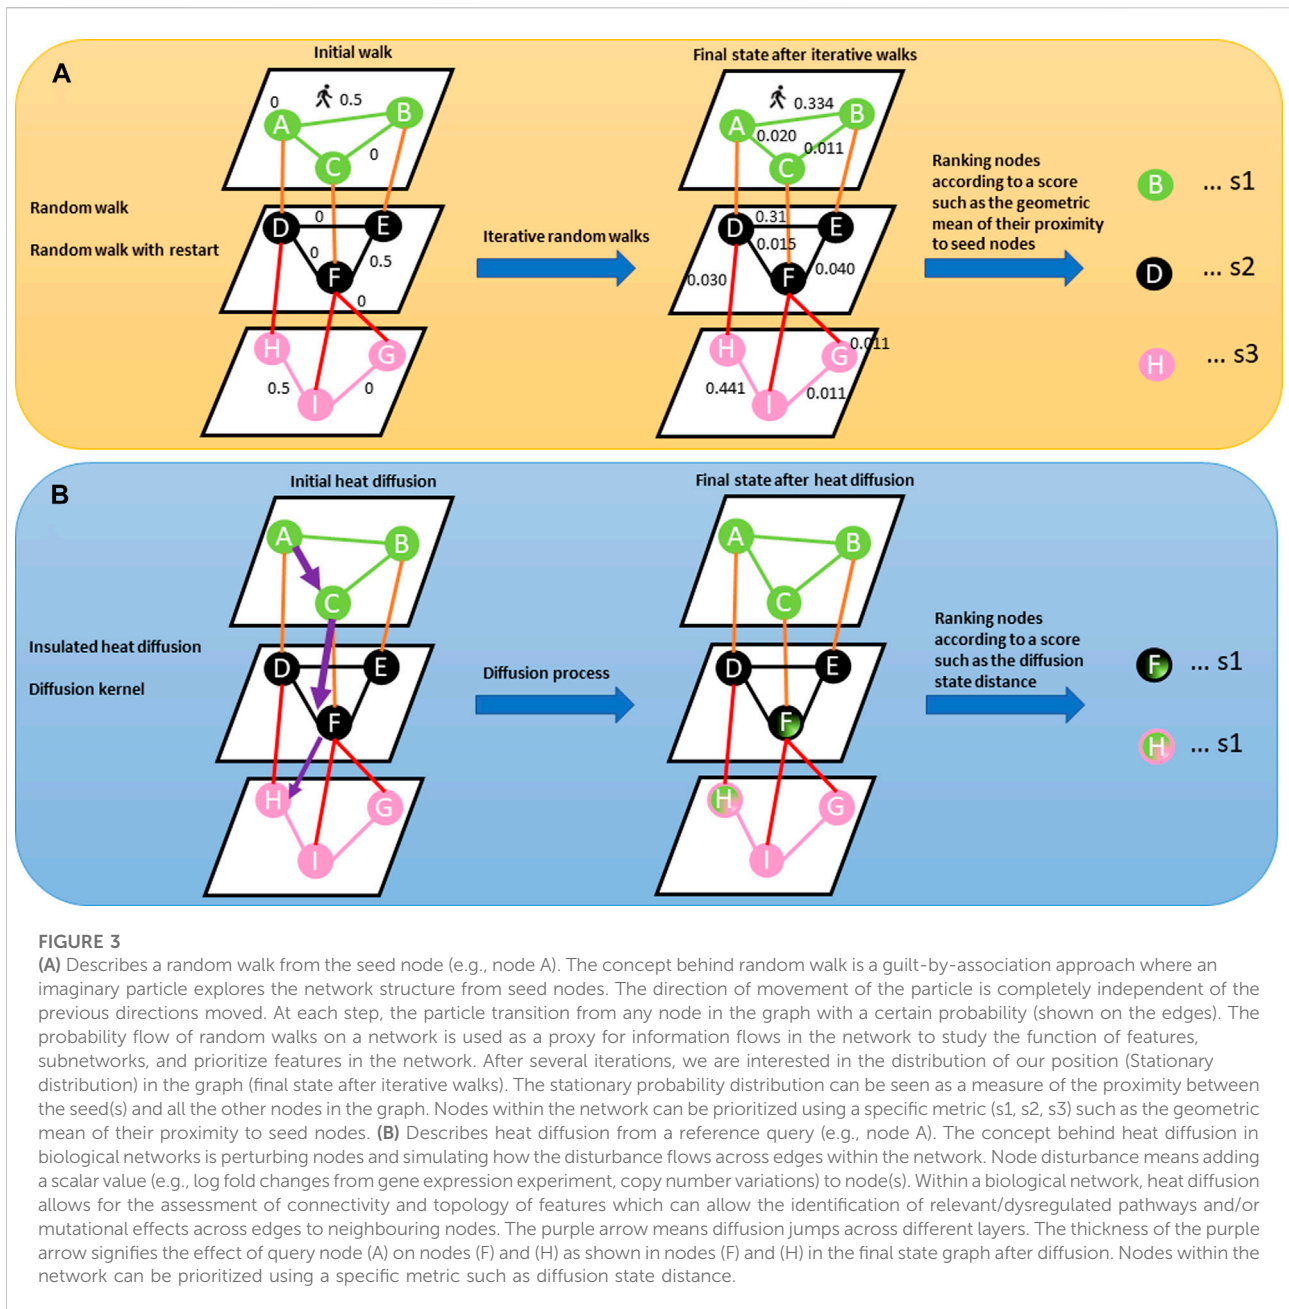 A
Initial walk
Final state after iterative walks
0
0.5
A
B
C
0
0.334
A
B
0.020
0.011
C
Ranking nodes
according to a score
such as the geometric
mean of their proximity
to seed nodes
B
... s1
Random walk
Random walk with restart
0
D
E
0
0.5
F
0
Iterative random walks
0.31
D
E
0.015
0.040
F
0.030
D
... s2
H
G
0.5
0
I
H
0.011
G
0.441
0.011
I
H
... s3
B
Initial heat diffusion
Final state after heat diffusion
A
B
C
A
B
C
Insulated heat diffusion
Diffusion kernel
D
E
F
Diffusion process
D
E
F
Ranking nodes
according to a score
such as the diffusion
state distance
F
... s1
H
... s1
H
G
I
H
G
I
FIGURE 3
(A) Describes a random walk from the seed node (e.g., node A). The concept behind random walk is a guilt-by-association approach where an
imaginary particle explores the network structure from seed nodes. The direction of movement of the particle is completely independent of the
previous directions moved. At each step, the particle transition from any node in the graph with a certain probability (shown on the edges). The
probability flow of random walks on a network is used as a proxy for information flows in the network to study the function of features,
subnetworks, and prioritize features in the network. After several iterations, we are interested in the distribution of our position (Stationary
distribution) in the graph (final state after iterative walks). The stationary probability distribution can be seen as a measure of the proximity between
the seed(s) and all the other nodes in the graph. Nodes within the network can be prioritized using a specific metric (s1, s2, s3) such as the geometric
mean of their proximity to seed nodes. (B) Describes heat diffusion from a reference query (e.g., node A). The concept behind heat diffusion in
biological networks is perturbing nodes and simulating how the disturbance flows across edges within the network. Node disturbance means adding
a scalar value (e.g., log fold changes from gene expression experiment, copy number variations) to node(s). Within a biological network, heat diffusion
allows for the assessment of connectivity and topology of features which can allow the identification of relevant/dysregulated pathways and/or
mutational effects across edges to neighbouring nodes. The purple arrow means diffusion jumps across different layers. The thickness of the purple
arrow signifies the effect of query node (A) on nodes (F) and (H) as shown in nodes (F) and (H) in the final state graph after diffusion. Nodes within the
network can be prioritized using a specific metric such as diffusion state distance.